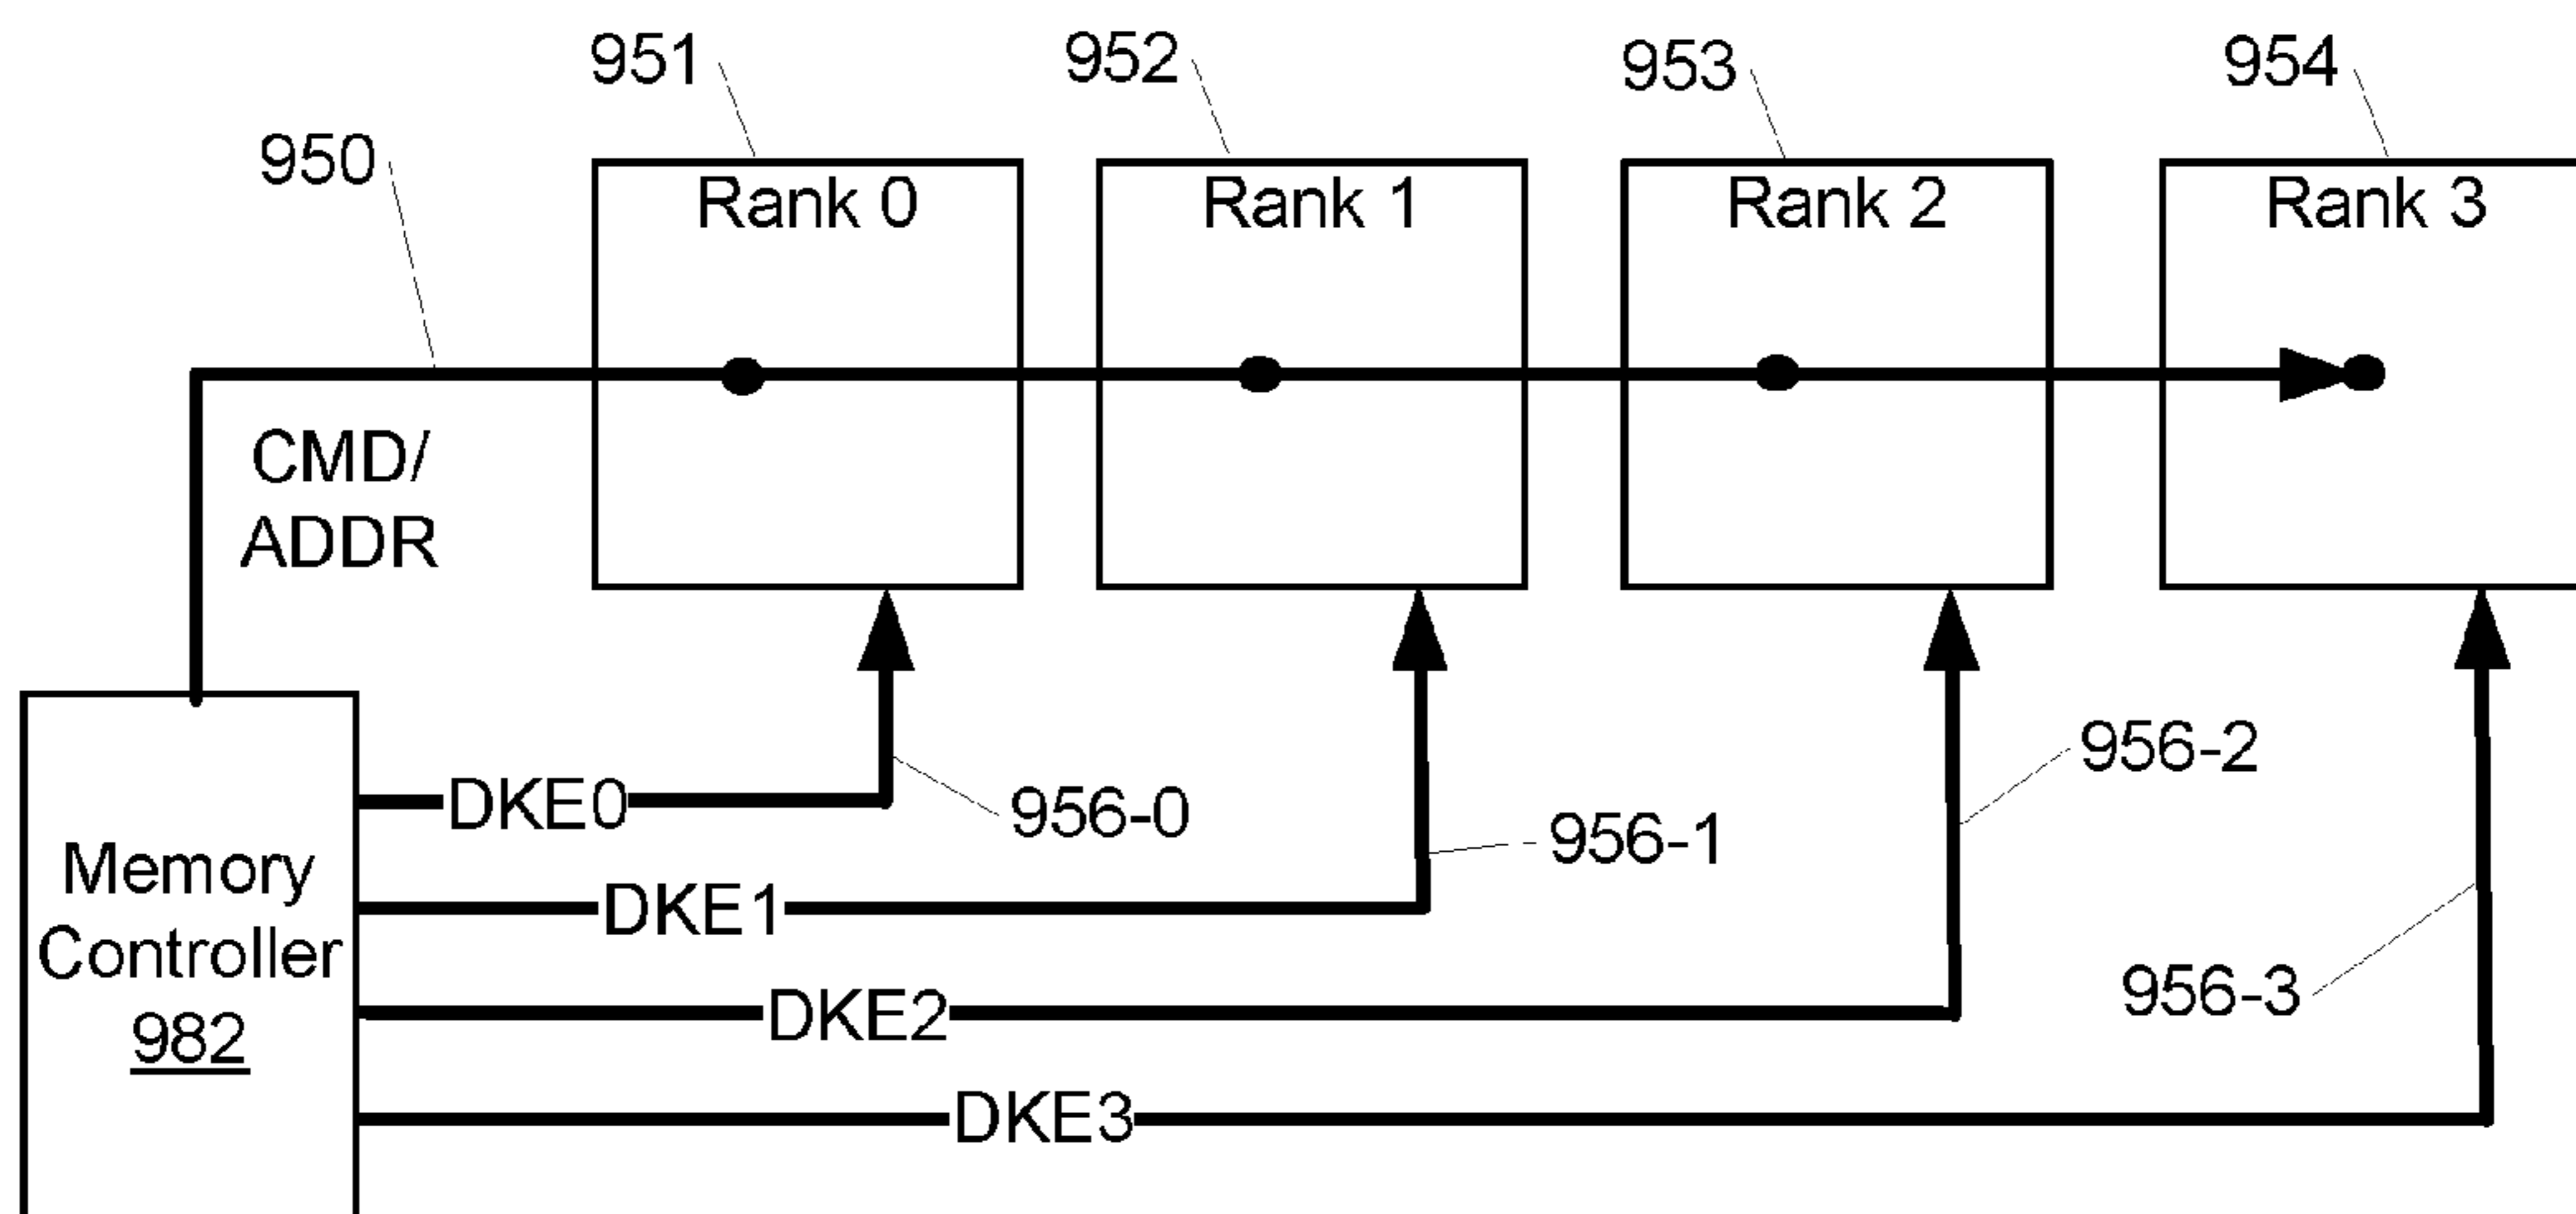 951
952
953
954
950
Rank 0
Rank 1
Rank 2
Rank 3
CMD/
ADDR
DKE0
956-0
956-1
956-2
956-3
DKE1
DKE2
DKE3
Memory
Controller
982